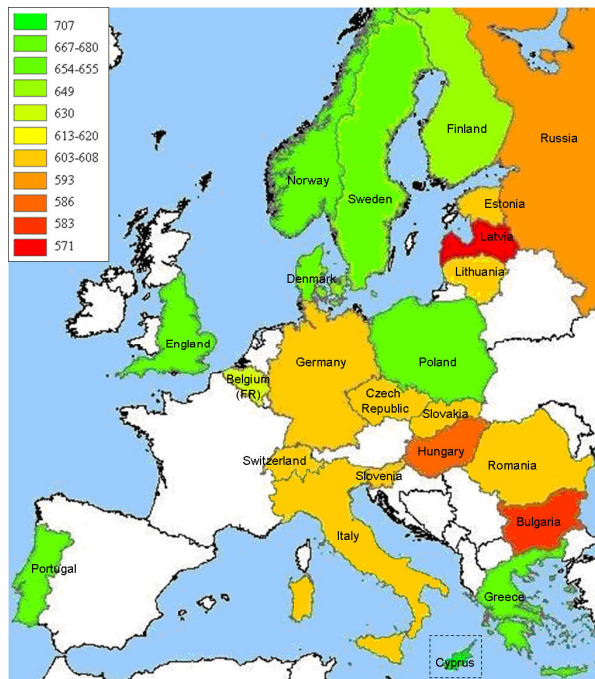 707
667-680
654-655
649
630
613-620
603-608
593
586
583
571
Finland
Russia
Norway
Sweden
Estonia
Latvia
Lithuania
Denmark
England
Poland
Germany
Belgium
(FR)
Czech
Republic
Slovakia
Hungary
Switzerland
Romania
Slovenia
Bulgaria
Italy
Portugal
Greece
Cyprus